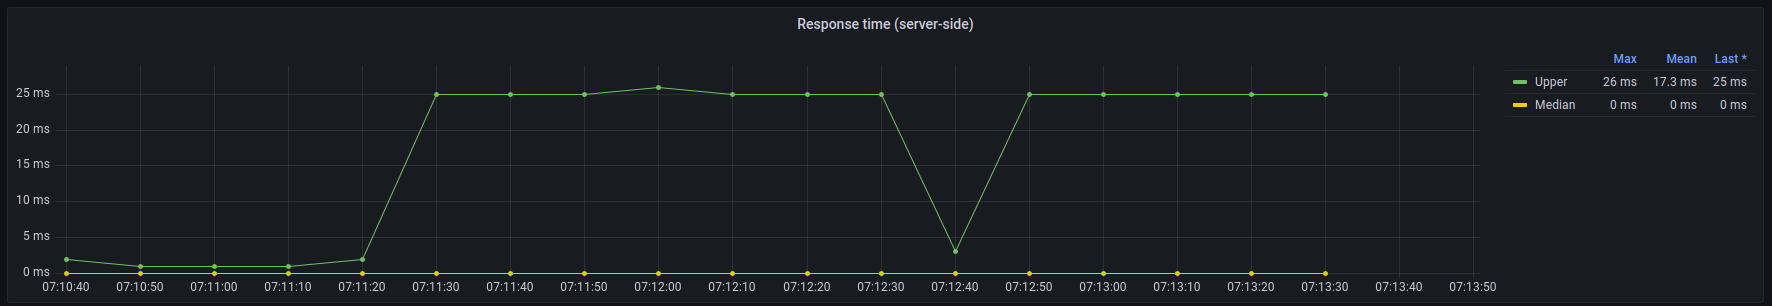 Response time (server-side)
Max Mean Last *
Upper 26 ms 17.3 ms 25 ms
Median 0 ms 0 ms 0 ms
25 ms
20 ms
15 ms
10 ms
5 ms
0 ms
07:10:40 07:10:50 07:11:00 07:11:10 07:11:20 07:11:30 07:11:40 07:11:50 07:12:00 07:12:10 07:12:20 07:12:30 07:12:40 07:12:50 07:13:00 07:13:10 07:13:20 07:13:30 07:13:40 07:13:50